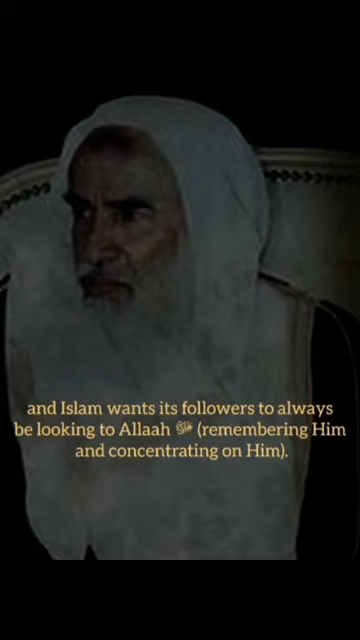 and Islam wants its followers to always
be looking to Allaah ﷻ (remembering Him
and concentrating on Him).